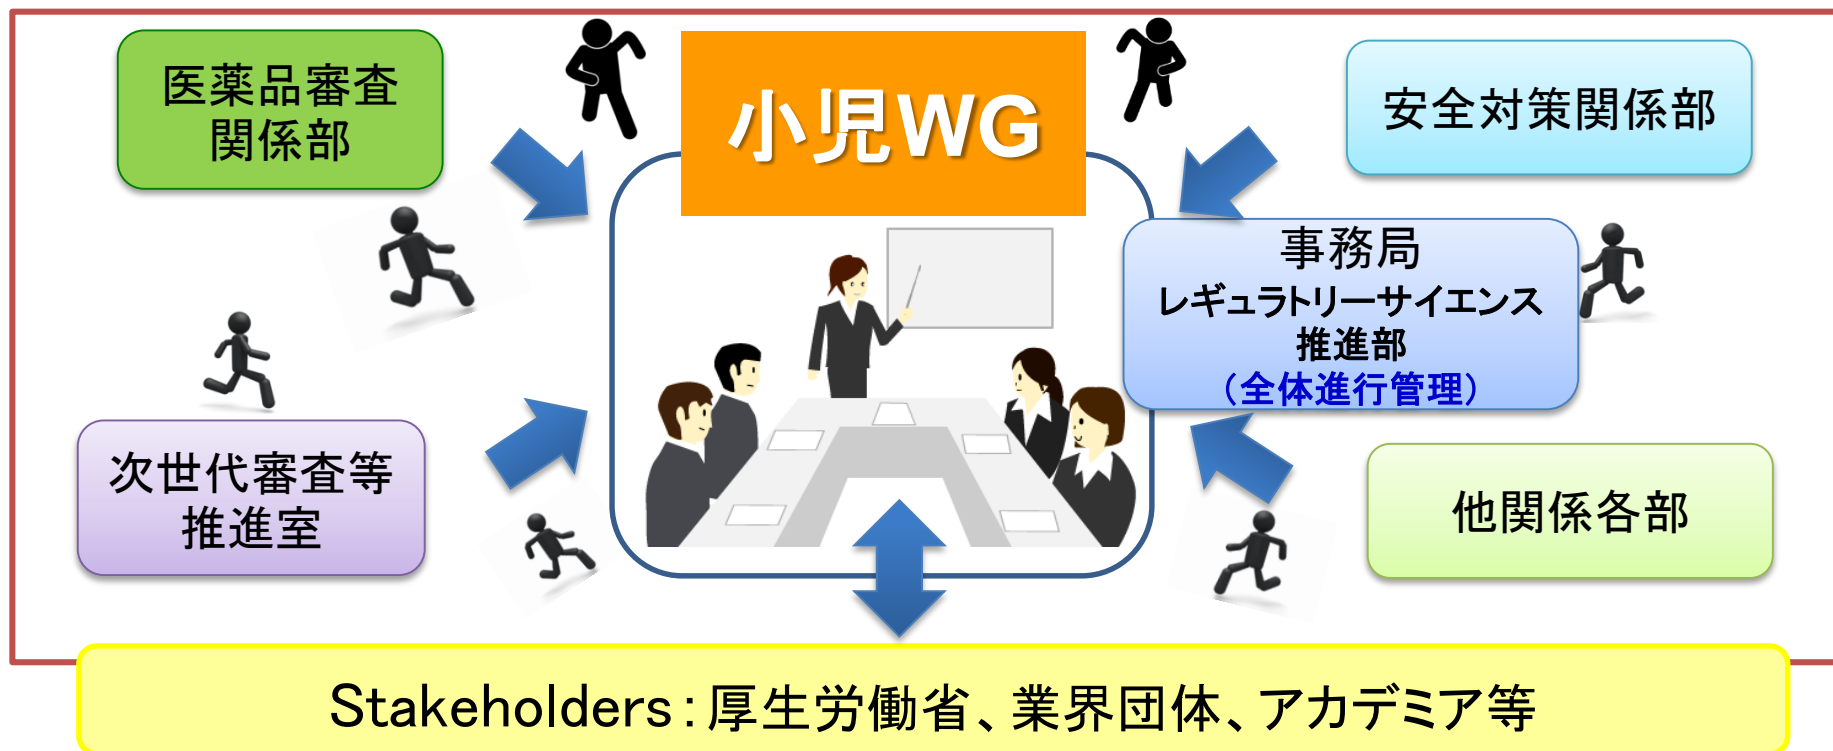 医薬品審査
関係部
小児WG
安全対策関係部
事務局
レギュラトリーサイエンス
推進部
（全体進行管理）
次世代審査等
推進室
他関係各部
Stakeholders：厚生労働省、業界団体、アカデミア等